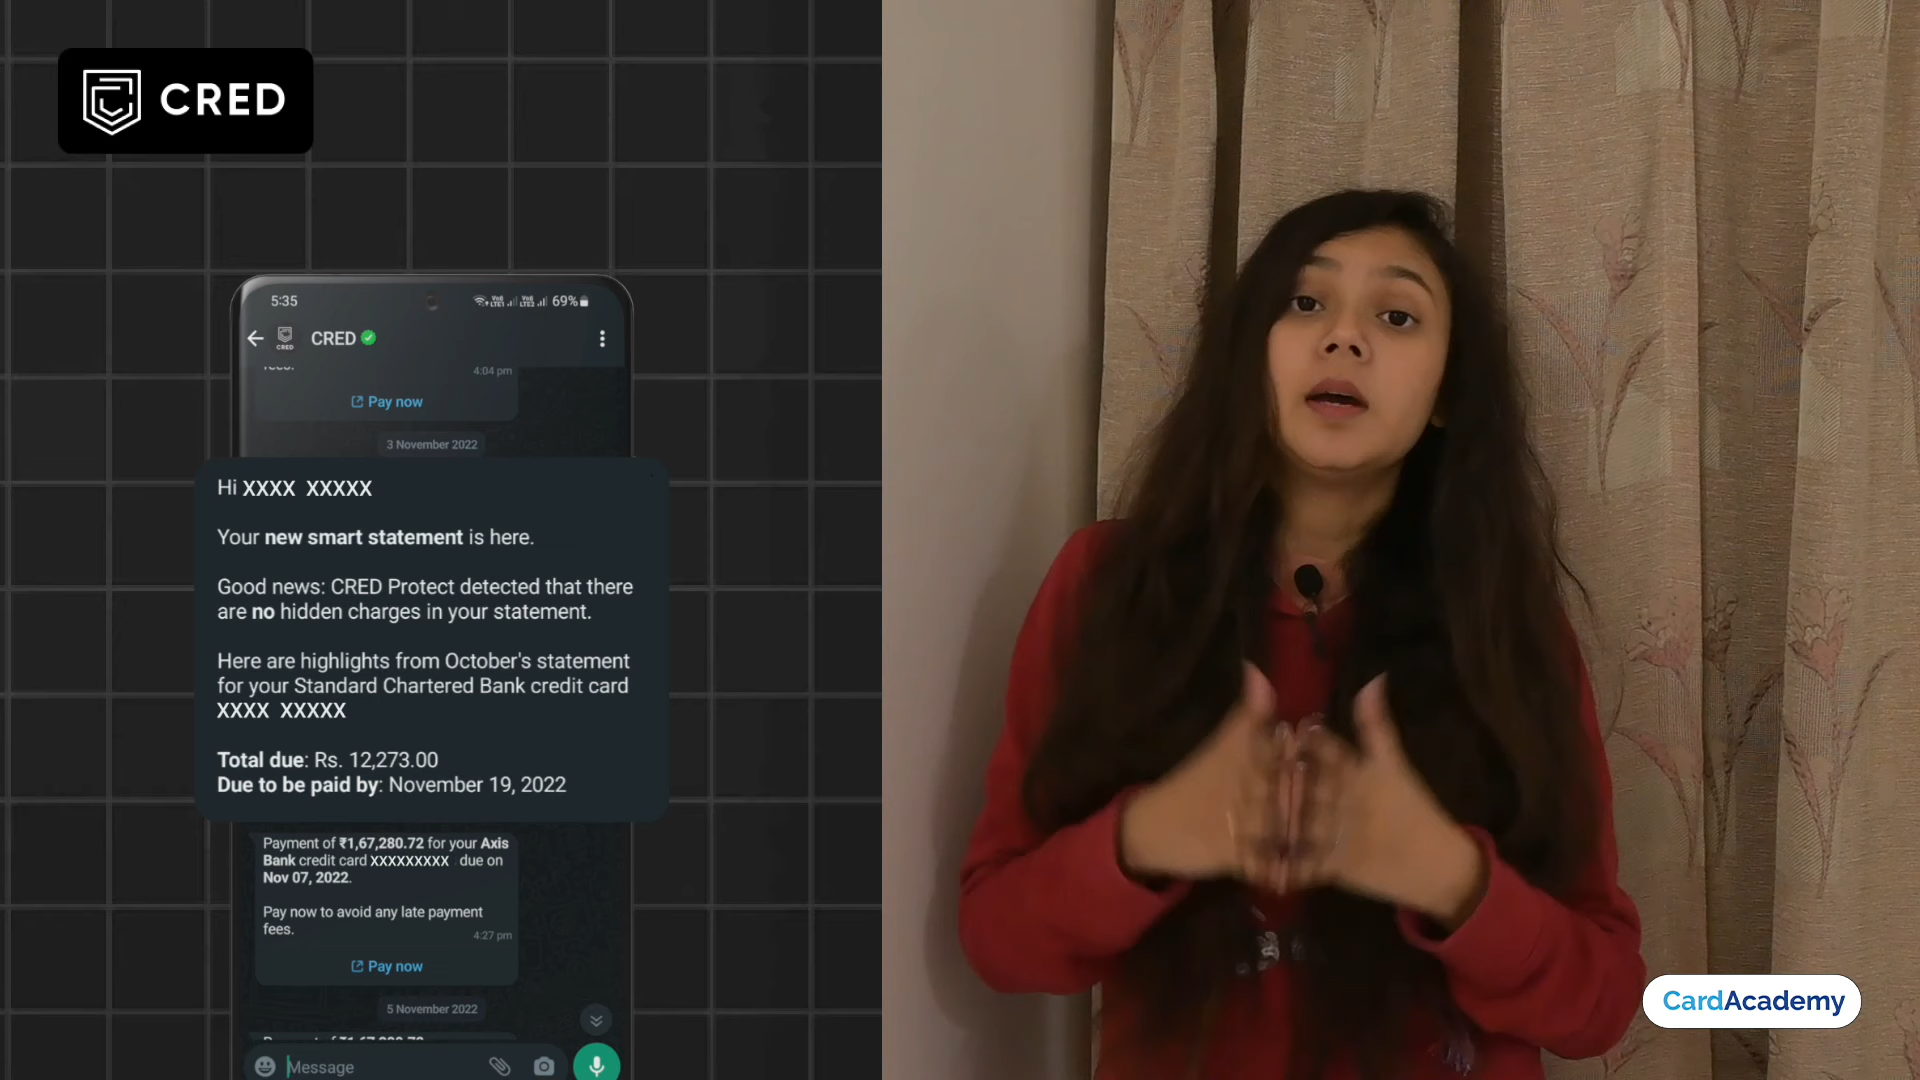 CRED
5:35
69%
CRED
4:04 pm
Pay now
3 November 2022
Hi XXXX XXXXX
Your new smart statement is here.
Good news: CRED Protect detected that there
are no hidden charges in your statement.
Here are highlights from October's statement
for your Standard Chartered Bank credit card
XXXX XXXXX
Total due: Rs. 12,273.00
Due to be paid by: November 19, 2022
Payment of ₹1,67,280.72 for your Axis
Bank credit card XXXXXXXXX due on
Nov 07, 2022.
Pay now to avoid any late payment
fees.
4:27 pm
Pay now
5 November 2022
Message
CardAcademy